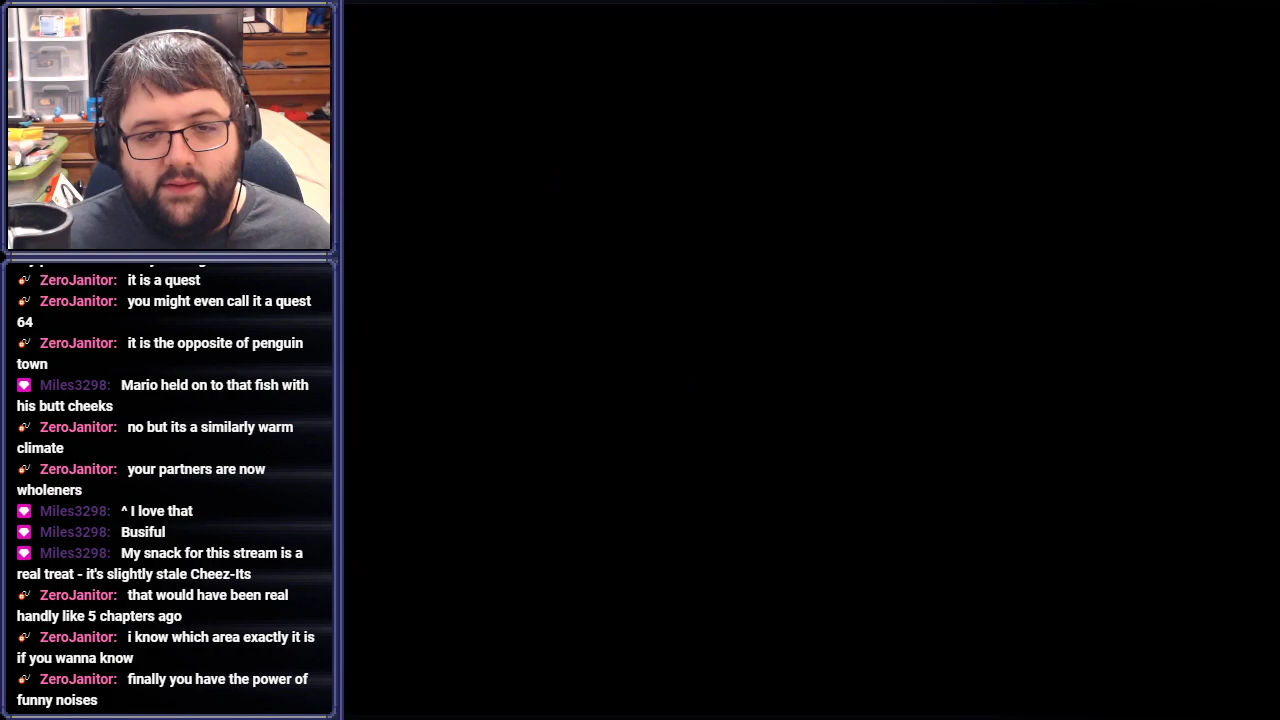 ZeroJanitor: it is a quest
ZeroJanitor: you might even call it a quest
64
ZeroJanitor: it is the opposite of penguin
town
Miles3298: Mario held on to that fish with
his butt cheeks
ZeroJanitor: no but its a similarly warm
climate
ZeroJanitor: your partners are now
wholeners
Miles3298: ^ I love that
Miles3298: Busiful
Miles3298: My snack for this stream is a
real treat - it's slightly stale Cheez-Its
ZeroJanitor: that would have been real
handly like 5 chapters ago
ZeroJanitor: i know which area exactly it is
if you wanna know
ZeroJanitor: finally you have the power of
funny noises